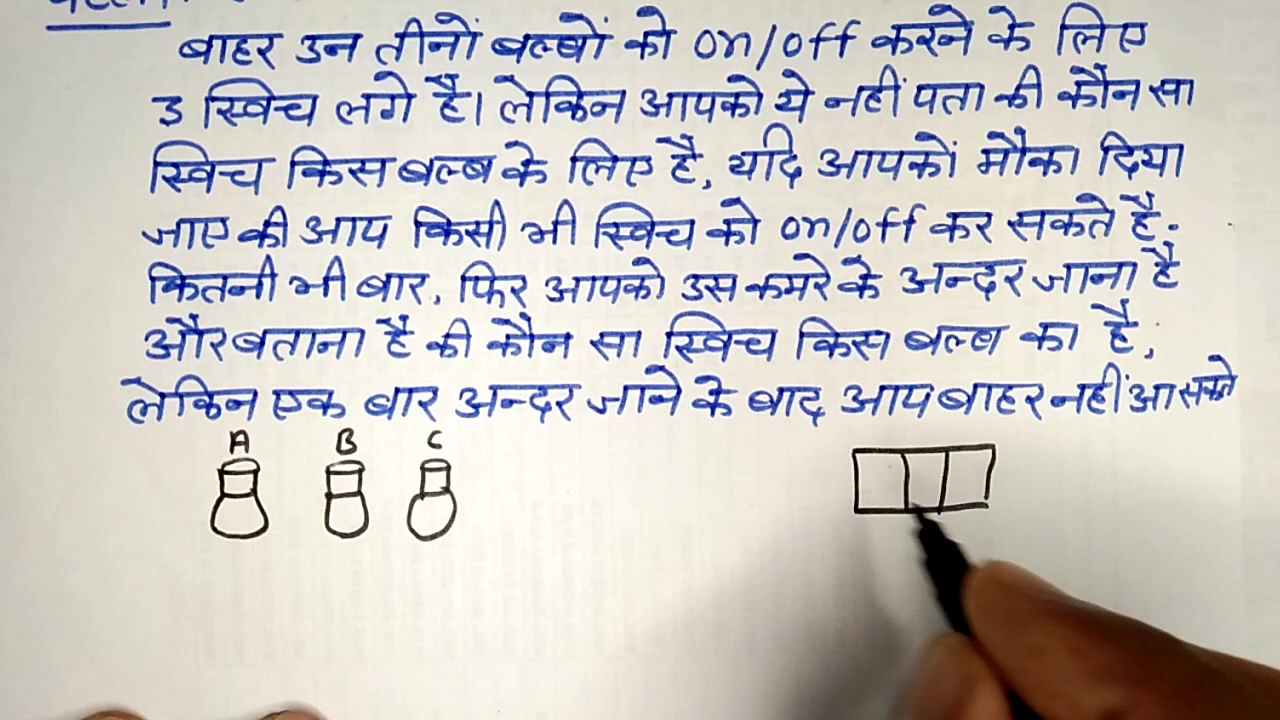 बाहर उन तीनों बल्बों को on/off करने के लिए
3 स्विच लगे है। लेकिन आपको ये नहीं पता की कौन सा
स्विच किस बल्ब के लिए है, यदि आपकों मौका दिया
जाए की आप किसी भी स्विच को on/off कर सकते है.
कितनी भी बार, फिर आपको उस कमरे के अन्दर जाना है
और बताना है की कौन सा स्विच किस बल्ब का है,
लेकिन एक बार अन्दर जाने के बाद आप बाहर नहीं आ सकते
A B C